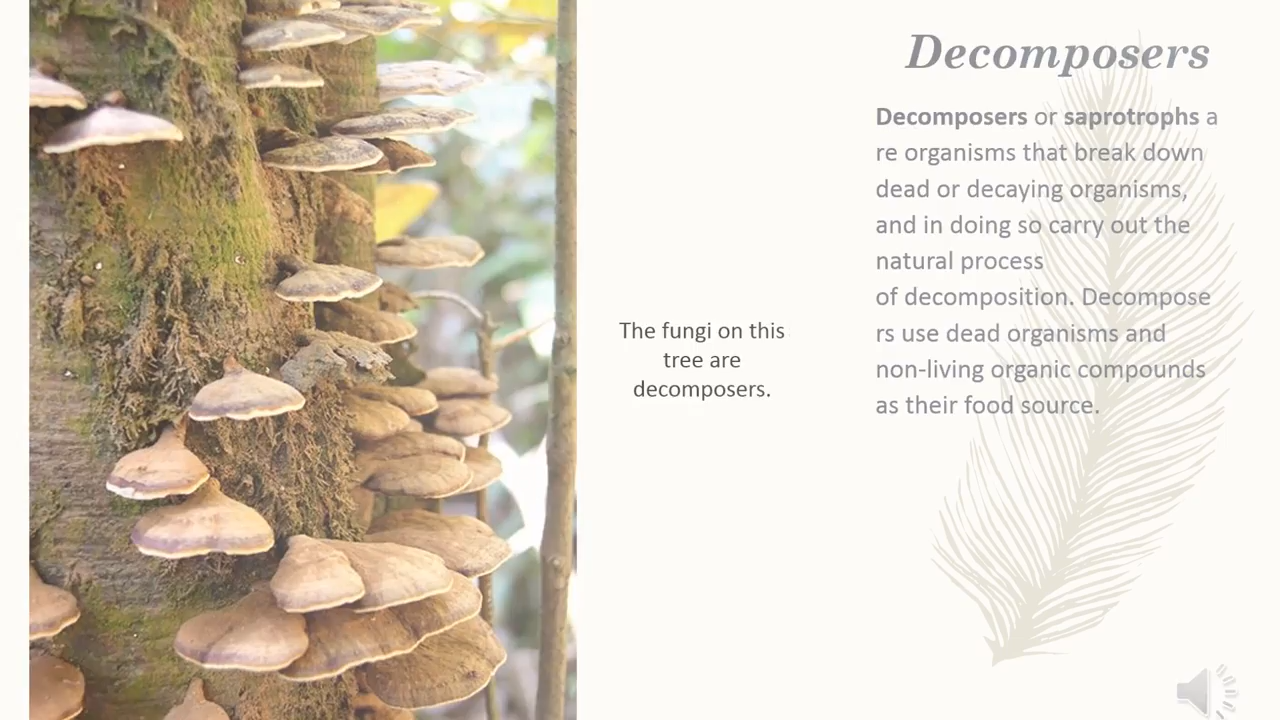 Decomposers
Decomposers or saprotrophs a
re organisms that break down
dead or decaying organisms,
and in doing so carry out the
natural process
of decomposition. Decompose
rs use dead organisms and
non-living organic compounds
as their food source.
The fungi on this
tree are
decomposers.